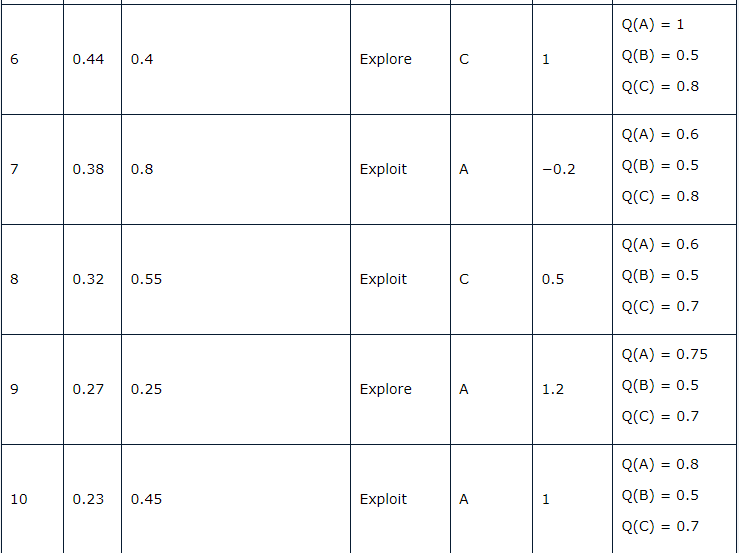 6 0.44 0.4 Explore C 1 Q(A) = 1
Q(B) = 0.5
Q(C) = 0.8
7 0.38 0.8 Exploit A −0.2 Q(A) = 0.6
Q(B) = 0.5
Q(C) = 0.8
8 0.32 0.55 Exploit C 0.5 Q(A) = 0.6
Q(B) = 0.5
Q(C) = 0.7
9 0.27 0.25 Explore A 1.2 Q(A) = 0.75
Q(B) = 0.5
Q(C) = 0.7
10 0.23 0.45 Exploit A 1 Q(A) = 0.8
Q(B) = 0.5
Q(C) = 0.7